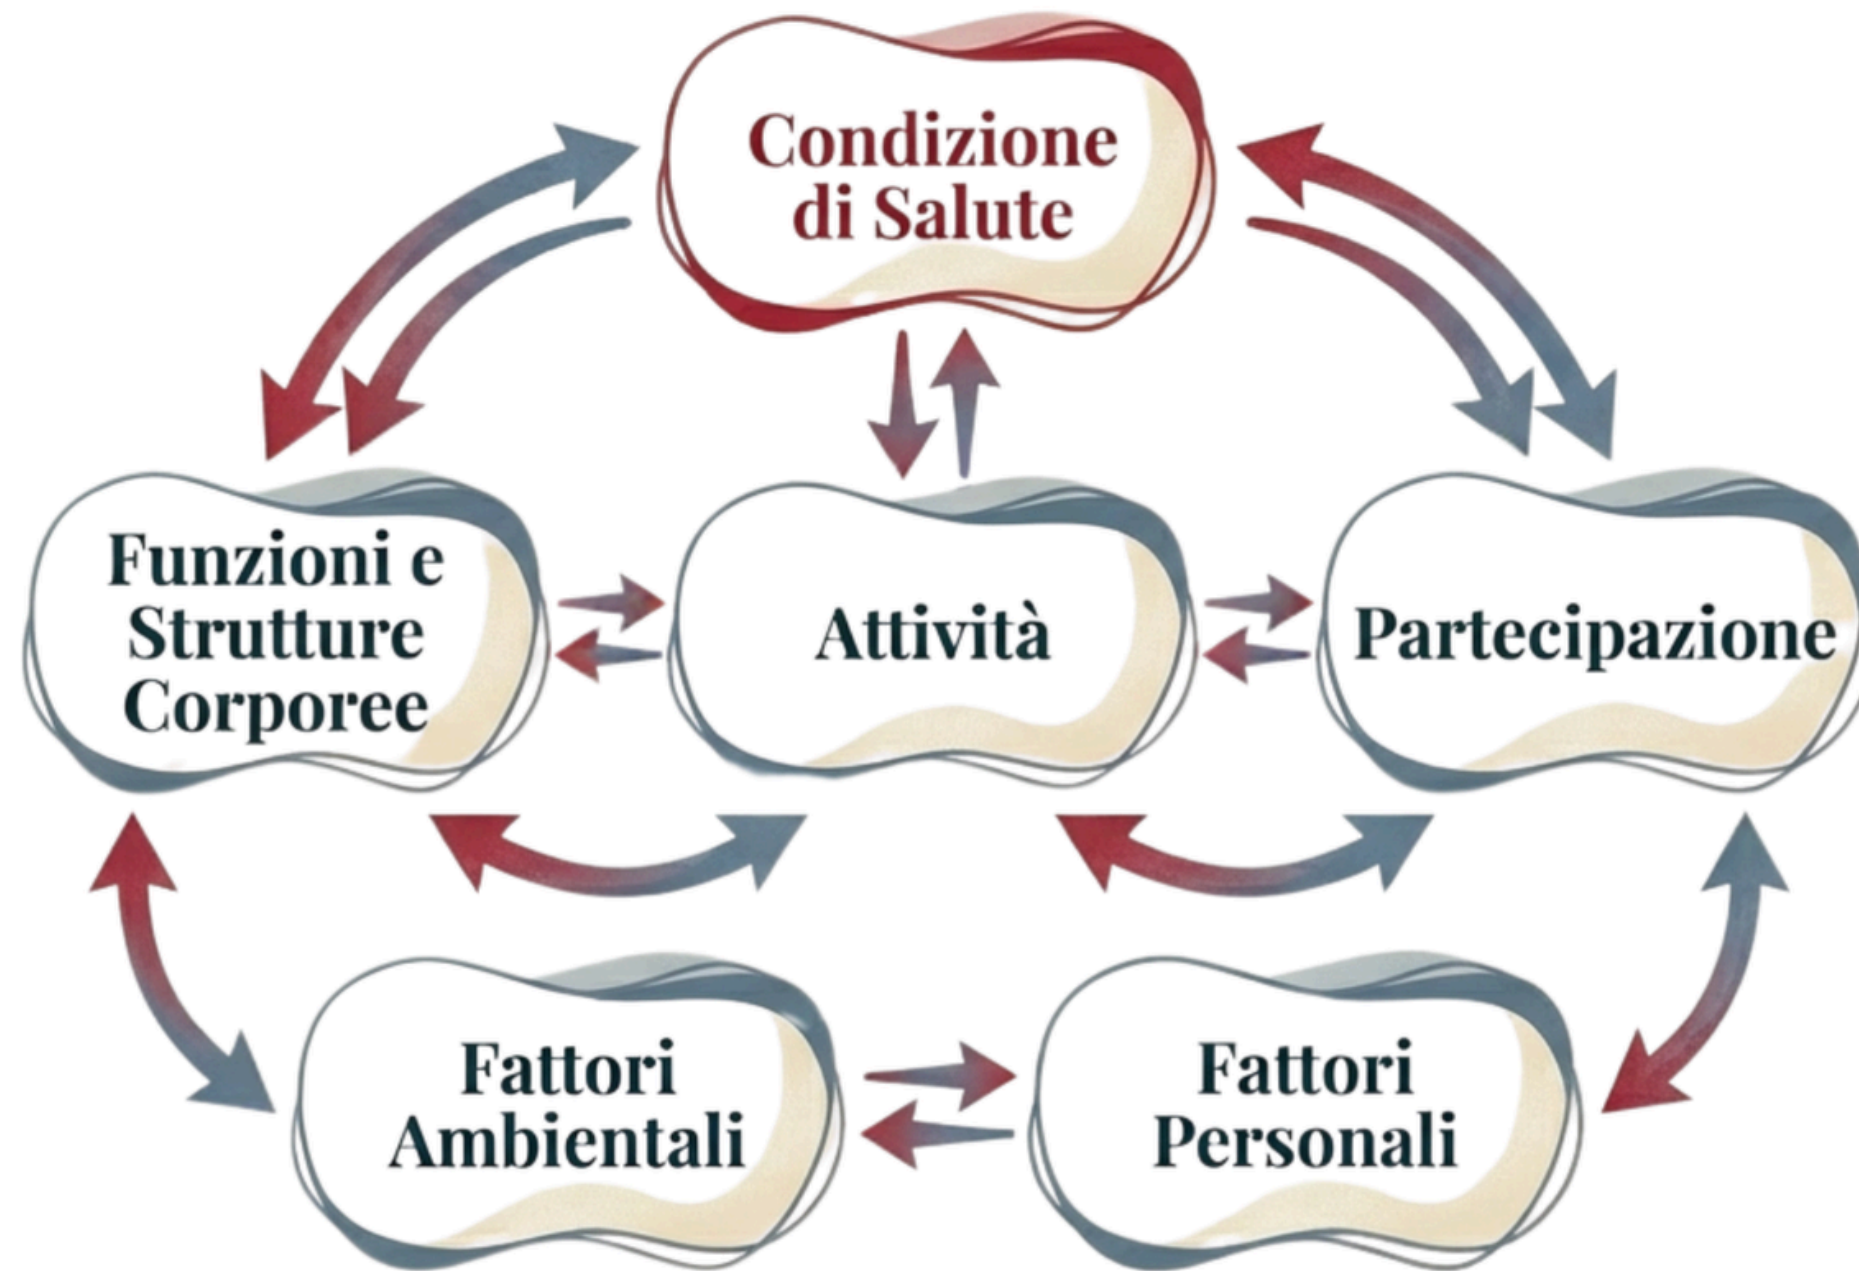 Condizione
di Salute
Funzioni e
Strutture
Corporee
Attività
Partecipazione
Fattori
Ambientali
Fattori
Personali